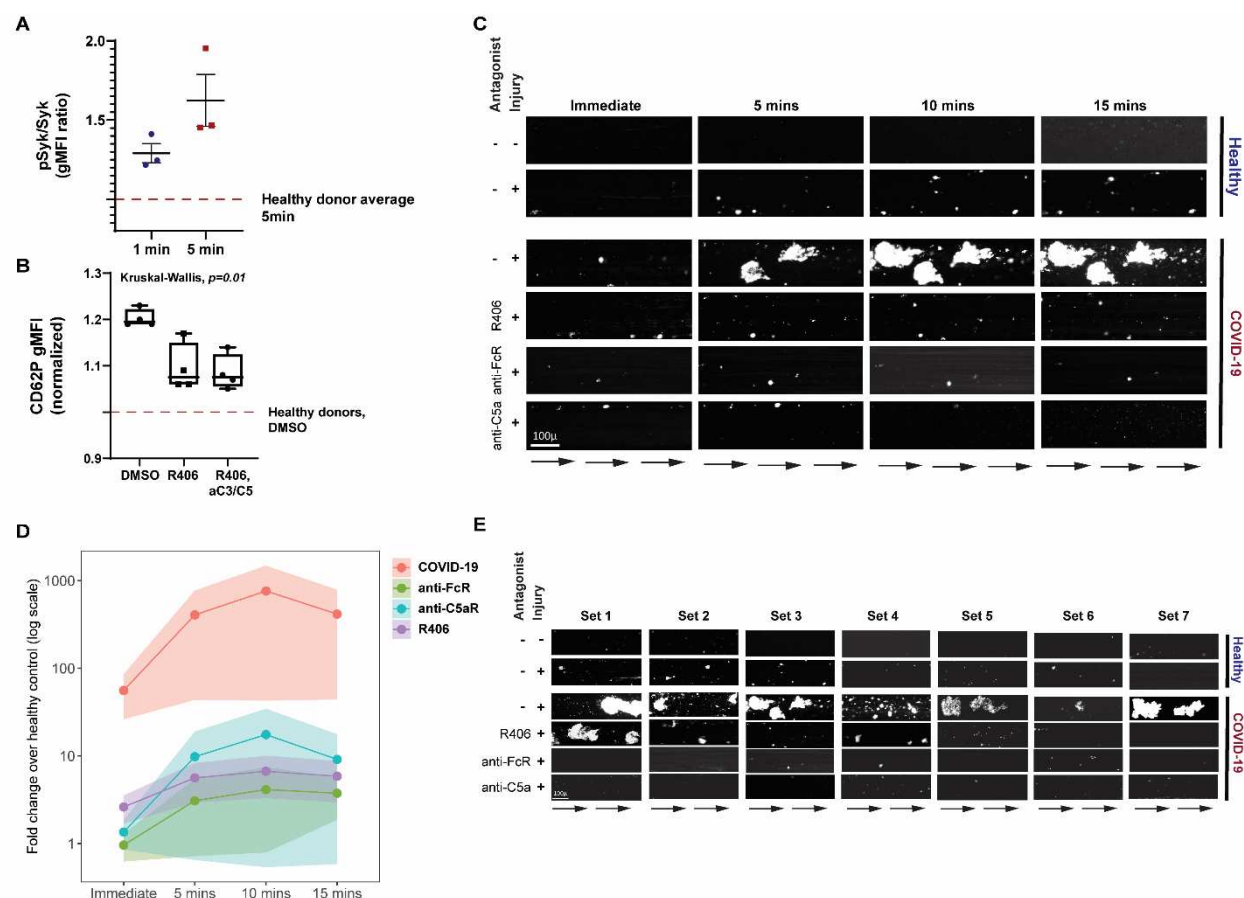 A
2.0
1.5
pSyk/Syk
(gMFI ratio)
Healthy donor average
5min
1 min
5 min
B
Kruskal-Wallis, p=0.01
1.3
1.2
1.1
0.9
CD62P gMFI
(normalized)
Healthy donors,
DMSO
DMSO
R406
R406,
aC3/C5
C
Antagonist
Injury
Immediate
5 mins
10 mins
15 mins
- -
- +
Healthy
- +
R406 +
anti-FcR +
anti-C5a +
COVID-19
100µ
D
Fold change over healthy control (log scale)
1000
100
10
1
Immediate
5 mins
10 mins
15 mins
COVID-19
anti-FcR
anti-C5aR
R406
E
Antagonist
Injury
Set 1
Set 2
Set 3
Set 4
Set 5
Set 6
Set 7
- -
- +
Healthy
- +
R406 +
anti-FcR +
anti-C5a +
COVID-19
100µ